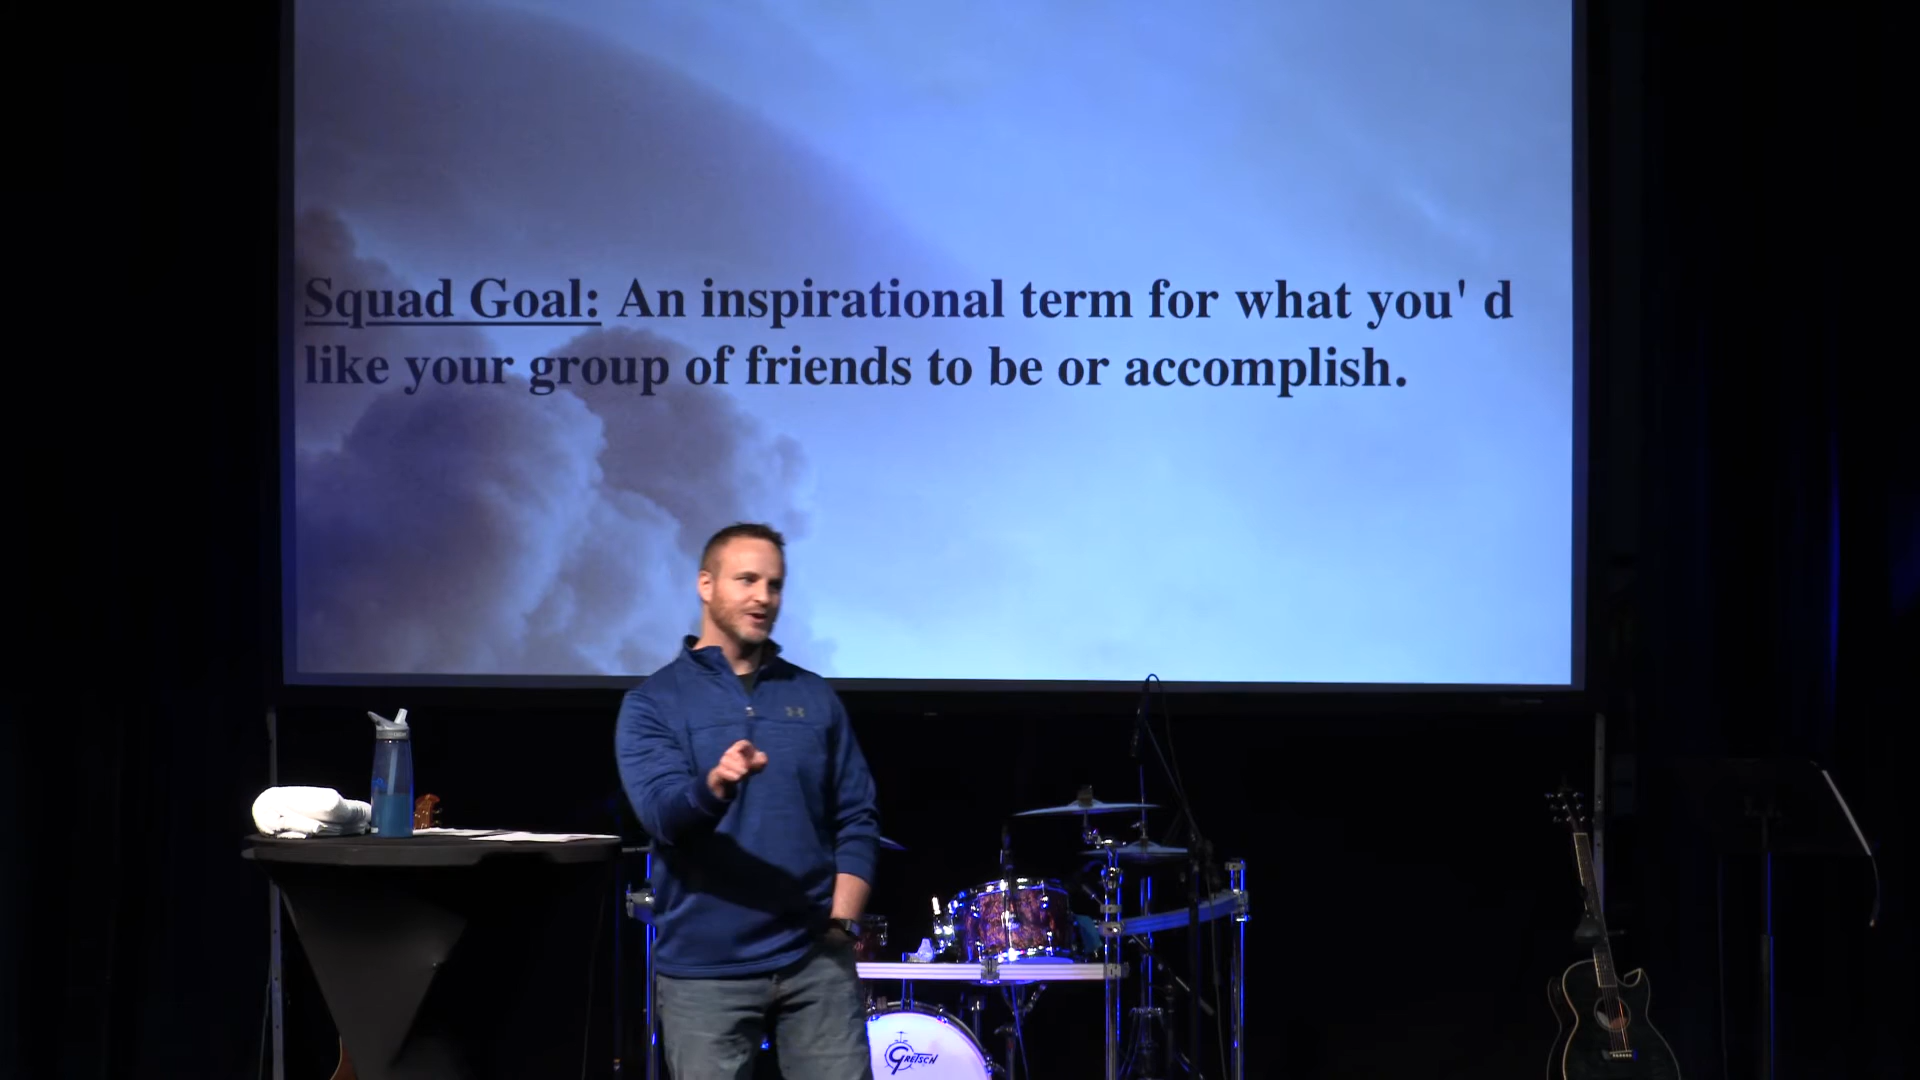 Squad Goal: An inspirational term for what you' d
like your group of friends to be or accomplish.
GRETSCH